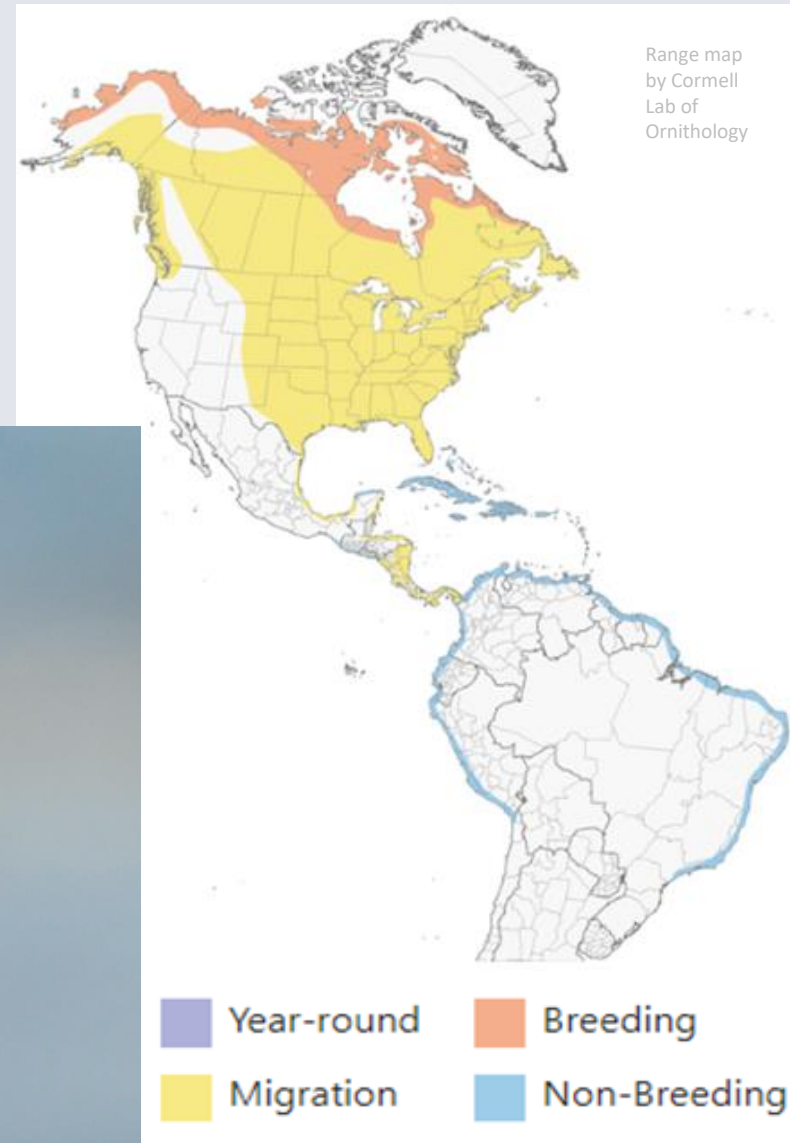 Range map
by Cormell
Lab of
Ornithology
Year-round
Breeding
Migration
Non-Breeding